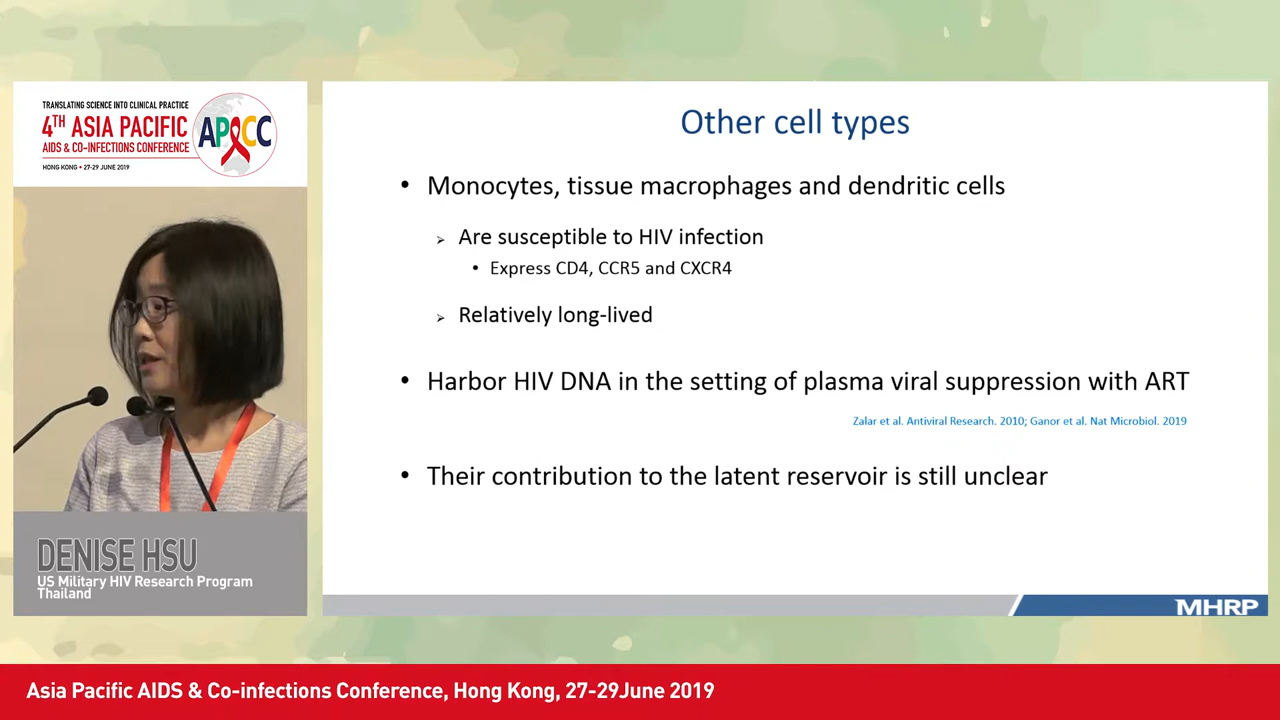 TRANSLATING SCIENCE INTO CLINICAL PRACTICE
4TH ASIA PACIFIC
AIDS & CO-INFECTIONS CONFERENCE
HONG KONG • 27-29 JUNE 2019
APACC
DENISE HSU
US Military HIV Research Program
Thailand
Other cell types
• Monocytes, tissue macrophages and dendritic cells
➢ Are susceptible to HIV infection
• Express CD4, CCR5 and CXCR4
➢ Relatively long-lived
• Harbor HIV DNA in the setting of plasma viral suppression with ART
Zalar et al. Antiviral Research. 2010; Ganor et al. Nat Microbiol. 2019
• Their contribution to the latent reservoir is still unclear
MHRP
Asia Pacific AIDS & Co-infections Conference, Hong Kong, 27-29June 2019